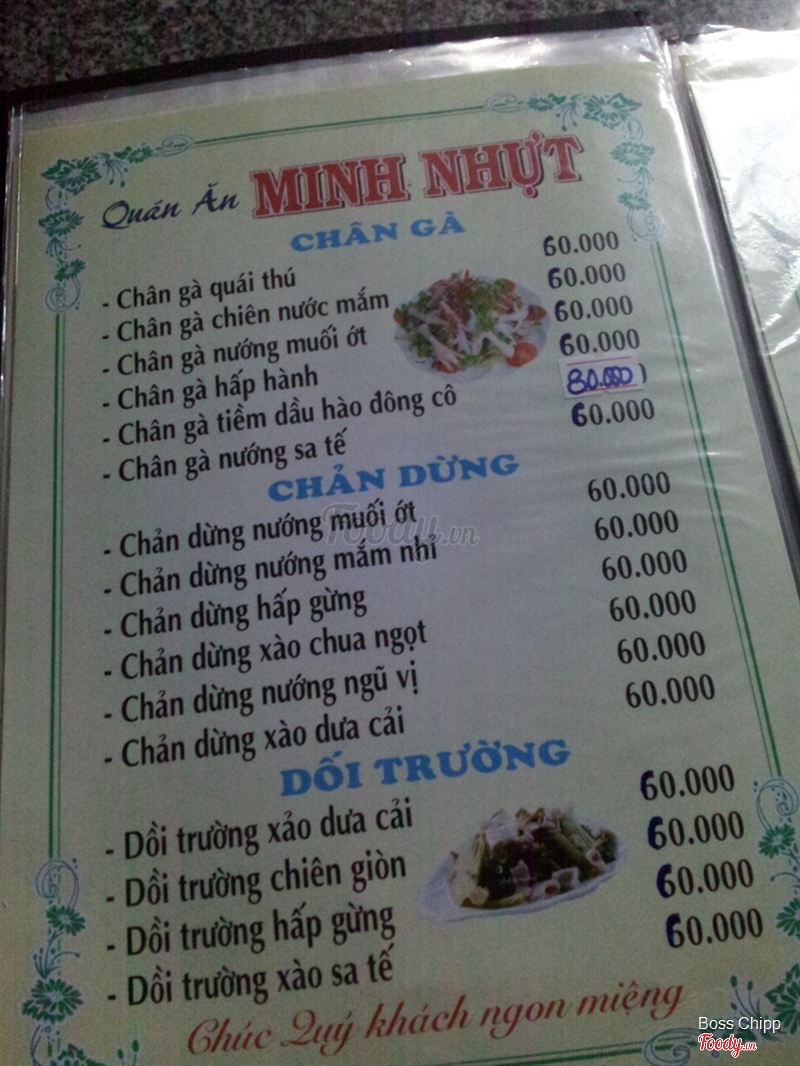 Quán Ăn MINH NHỰT
CHÂN GÀ
- Chân gà quái thú 60.000
- Chân gà chiên nước mắm 60.000
- Chân gà nướng muối ớt 60.000
- Chân gà hấp hành 60.000
- Chân gà tiềm dầu hào đông cô 80.000
- Chân gà nướng sa tế 60.000
CHẢN DỪNG
- Chản dừng nướng muối ớt 60.000
- Chản dừng nướng mắm nhỉ 60.000
- Chản dừng hấp gừng 60.000
- Chản dừng xào chua ngọt 60.000
- Chản dừng nướng ngũ vị 60.000
- Chản dừng xào dưa cải 60.000
DỐI TRƯỜNG
- Dồi trường xảo dưa cải 60.000
- Dồi trường chiên giòn 60.000
- Dồi trường hấp gừng 60.000
- Dồi trường xào sa tế 60.000
Chúc Quý khách ngon miệng
Foody.vn
Boss Chipp
Foody.vn